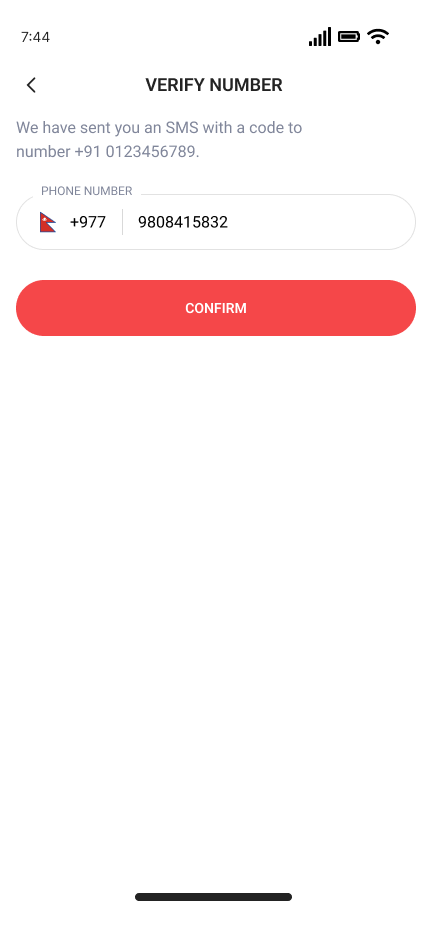 7:44
VERIFY NUMBER
We have sent you an SMS with a code to
number +91 0123456789.
PHONE NUMBER
+977 9808415832
CONFIRM